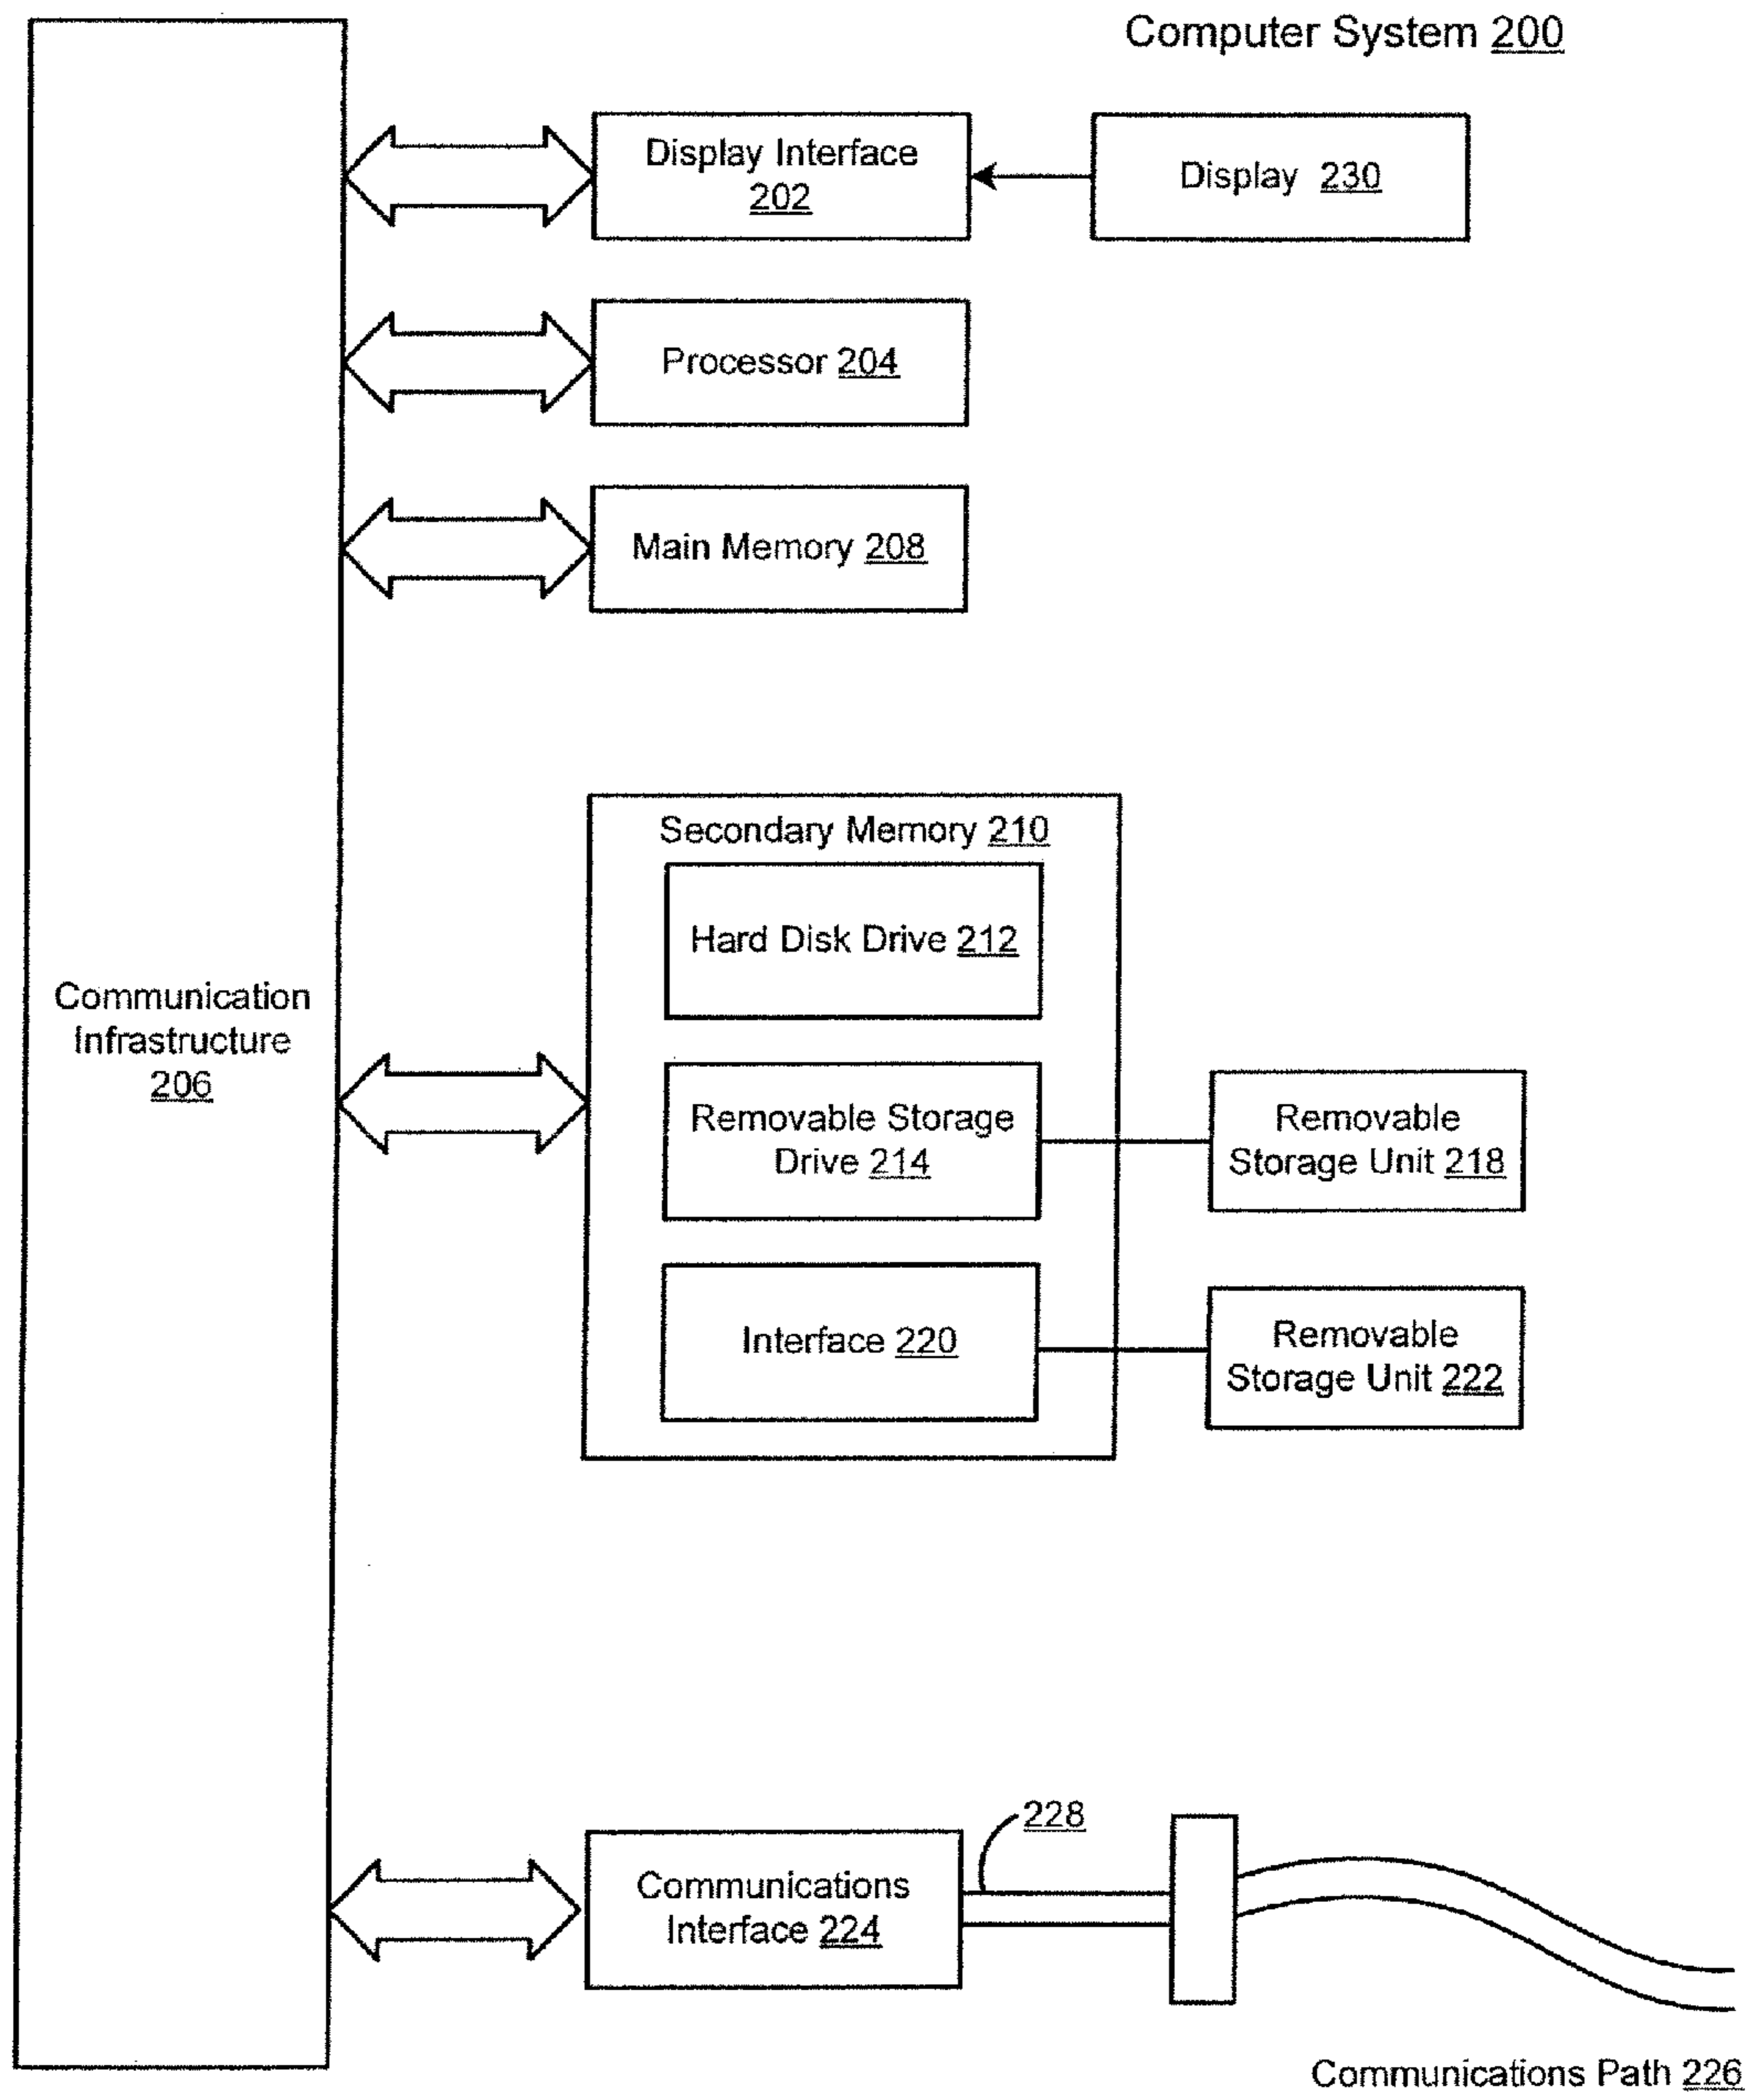 Computer System 200
Display Interface
202
Display 230
Processor 204
Main Memory 208
Secondary Memory 210
Hard Disk Drive 212
Communication
Infrastructure
206
Removable Storage
Drive 214
Removable
Storage Unit 218
Interface 220
Removable
Storage Unit 222
228
Communications
Interface 224
Communications Path 226